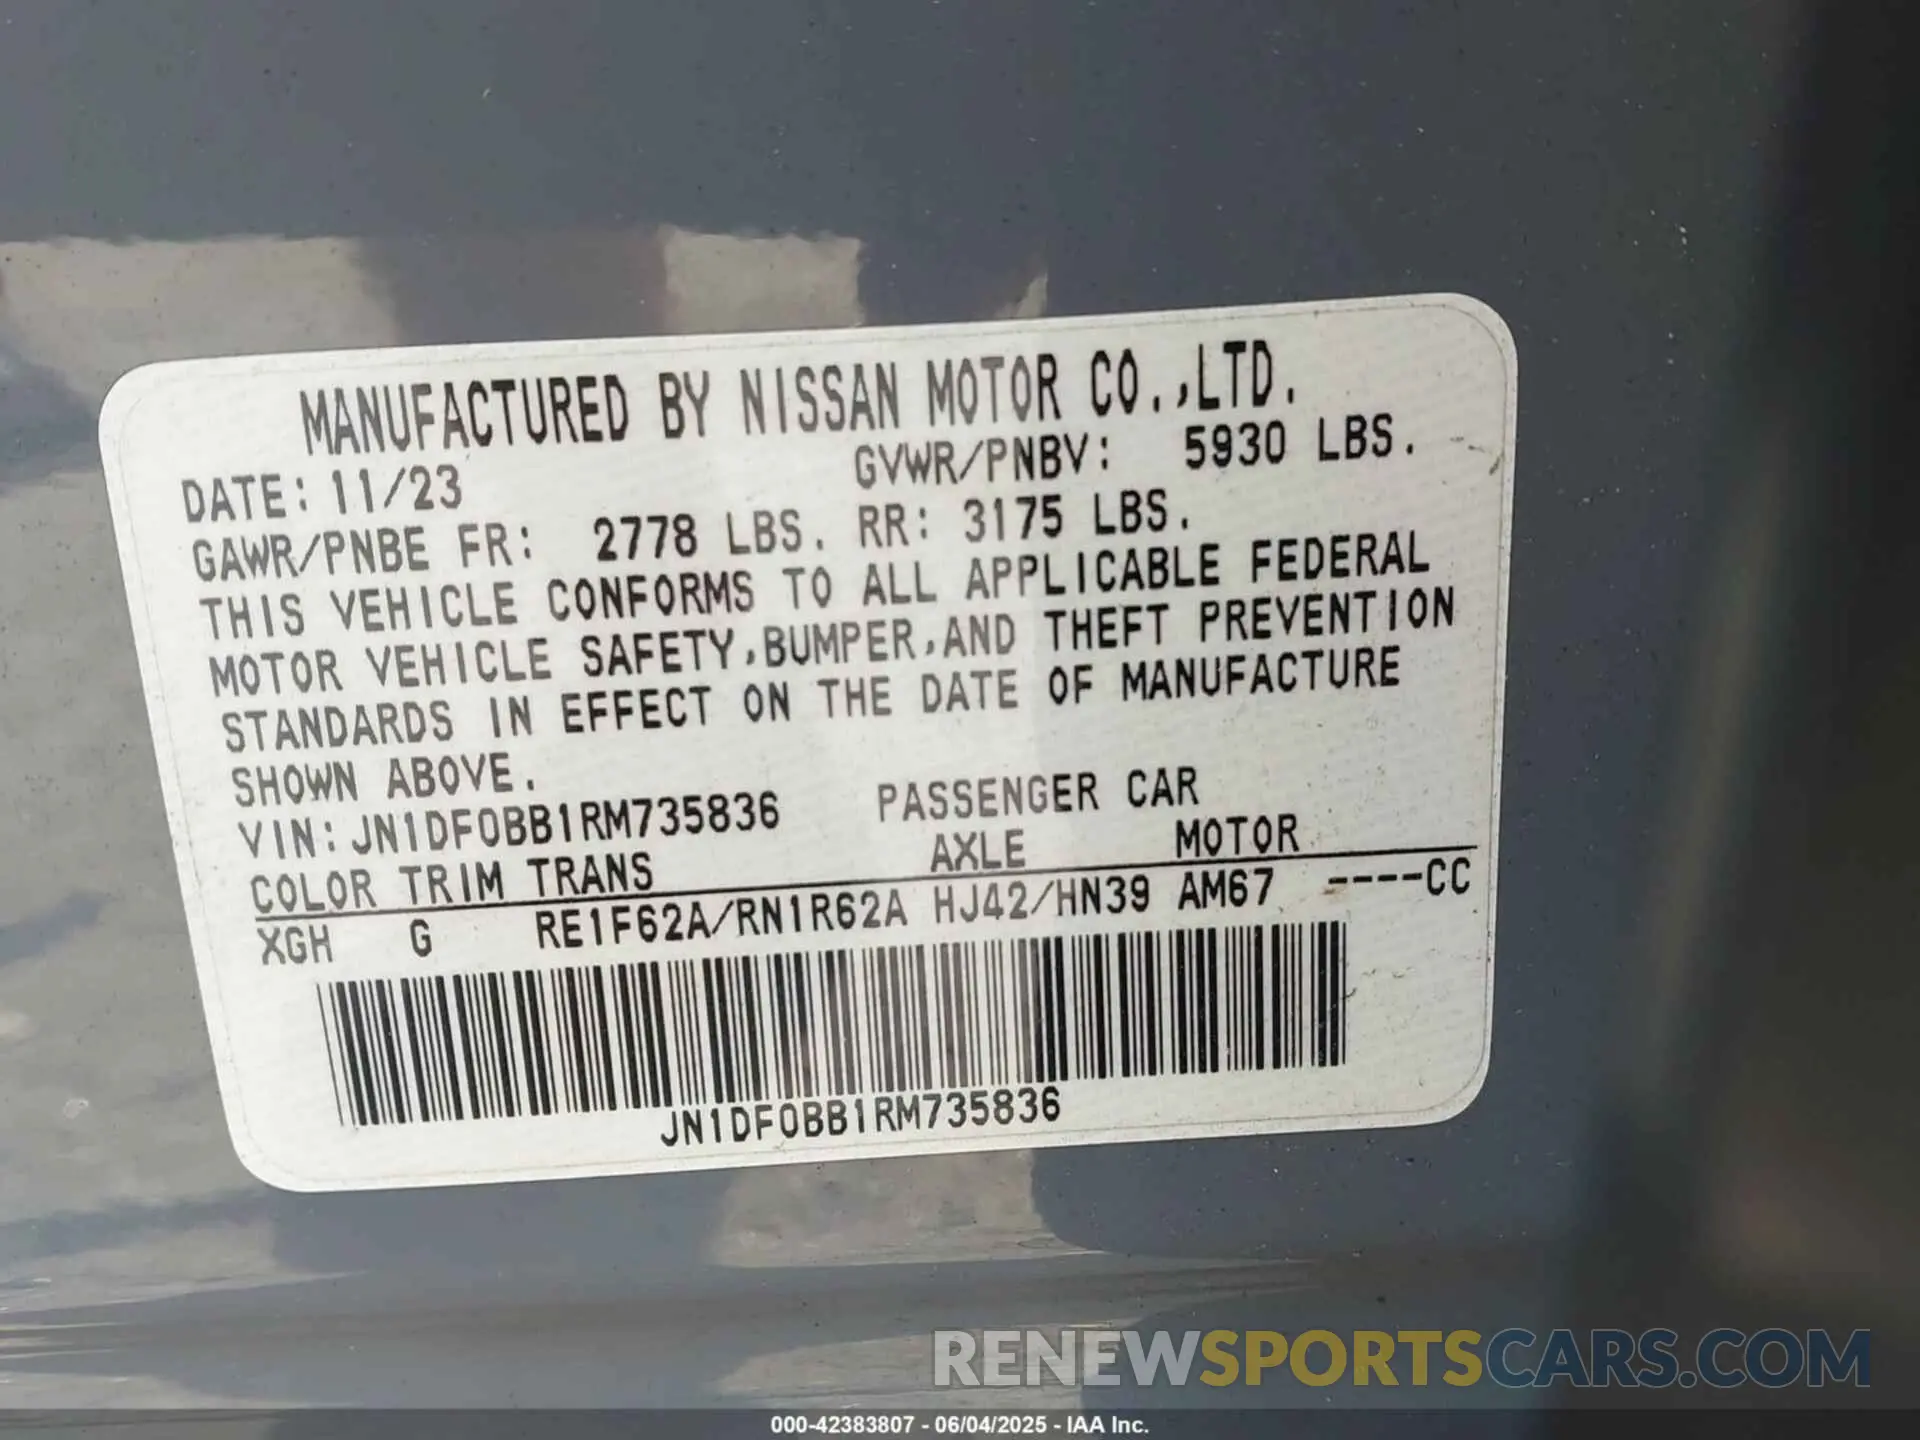 MANUFACTURED BY NISSAN MOTOR CO.,LTD.
DATE: 11/23 GVWR/PNBV: 5930 LBS.
GAWR/PNBE FR: 2778 LBS. RR: 3175 LBS.
THIS VEHICLE CONFORMS TO ALL APPLICABLE FEDERAL
MOTOR VEHICLE SAFETY,BUMPER,AND THEFT PREVENTION
STANDARDS IN EFFECT ON THE DATE OF MANUFACTURE
SHOWN ABOVE.
VIN:JN1DF0BB1RM735836 PASSENGER CAR
COLOR TRIM TRANS AXLE MOTOR
XGH G RE1F62A/RN1R62A HJ42/HN39 AM67 ----CC
JN1DF0BB1RM735836
RENEWSPORTSCARS.COM
000-42383807 - 06/04/2025 - IAA Inc.